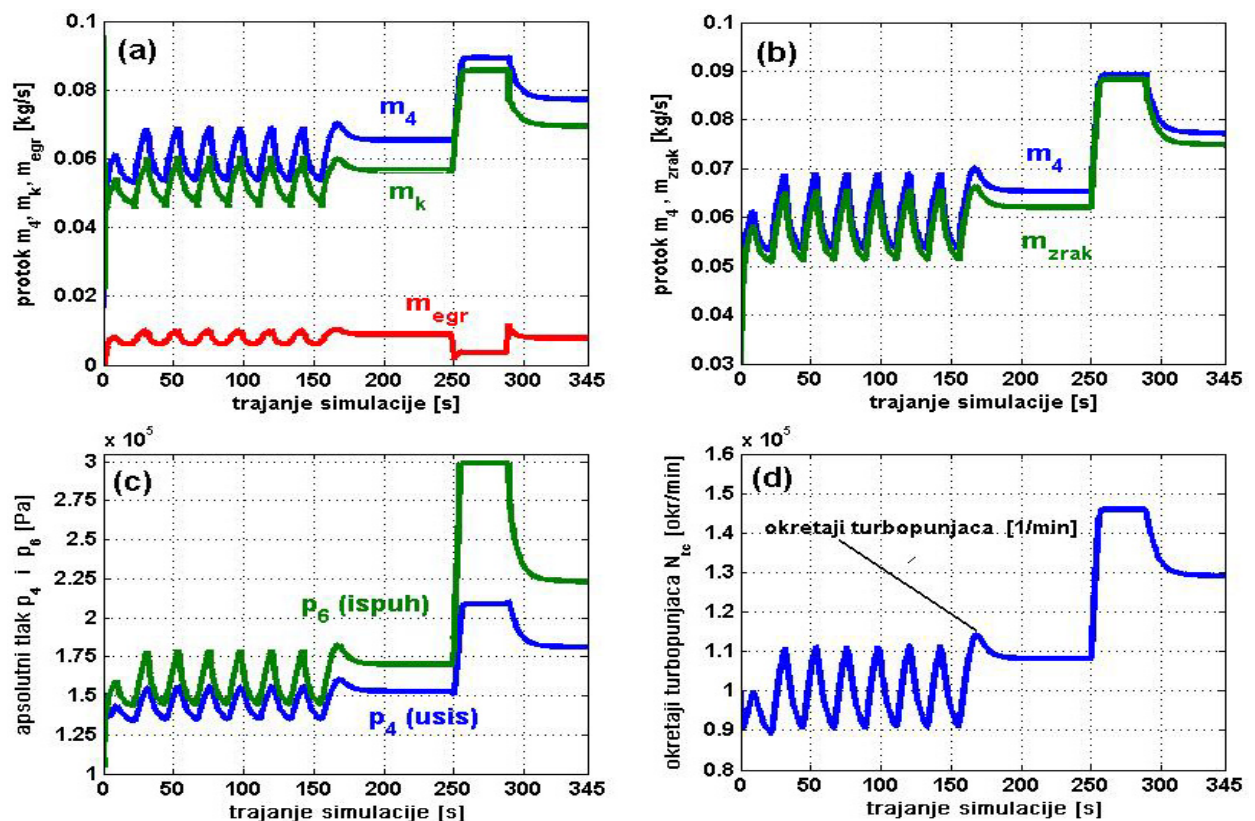 (a)
protok m4, mk, megr [kg/s]
0.1
0.08
0.06
0.04
0.02
0
m4
mk
megr
0 50 100 150 200 250 300 345
trajanje simulacije [s]
(b)
protok m4 , mzrak [kg/s]
0.1
0.09
0.08
0.07
0.06
0.05
0.04
0.03
m4
mzrak
0 50 100 150 200 250 300 345
trajanje simulacije [s]
x 10^5
(c)
apsolutni tlak p4 i p6 [Pa]
3
2.75
2.5
2.25
2
1.75
1.5
1.25
1
p6 (ispuh)
p4 (usis)
0 50 100 150 200 250 300 345
trajanje simulacije [s]
x 10^5
(d)
okretaji turbopunjaca Ntc [okr/min]
1.6
1.5
1.4
1.3
1.2
1.1
1
0.9
0.8
okretaji turbopunjaca [1/min]
0 50 100 150 200 250 300 345
trajanje simulacije [s]